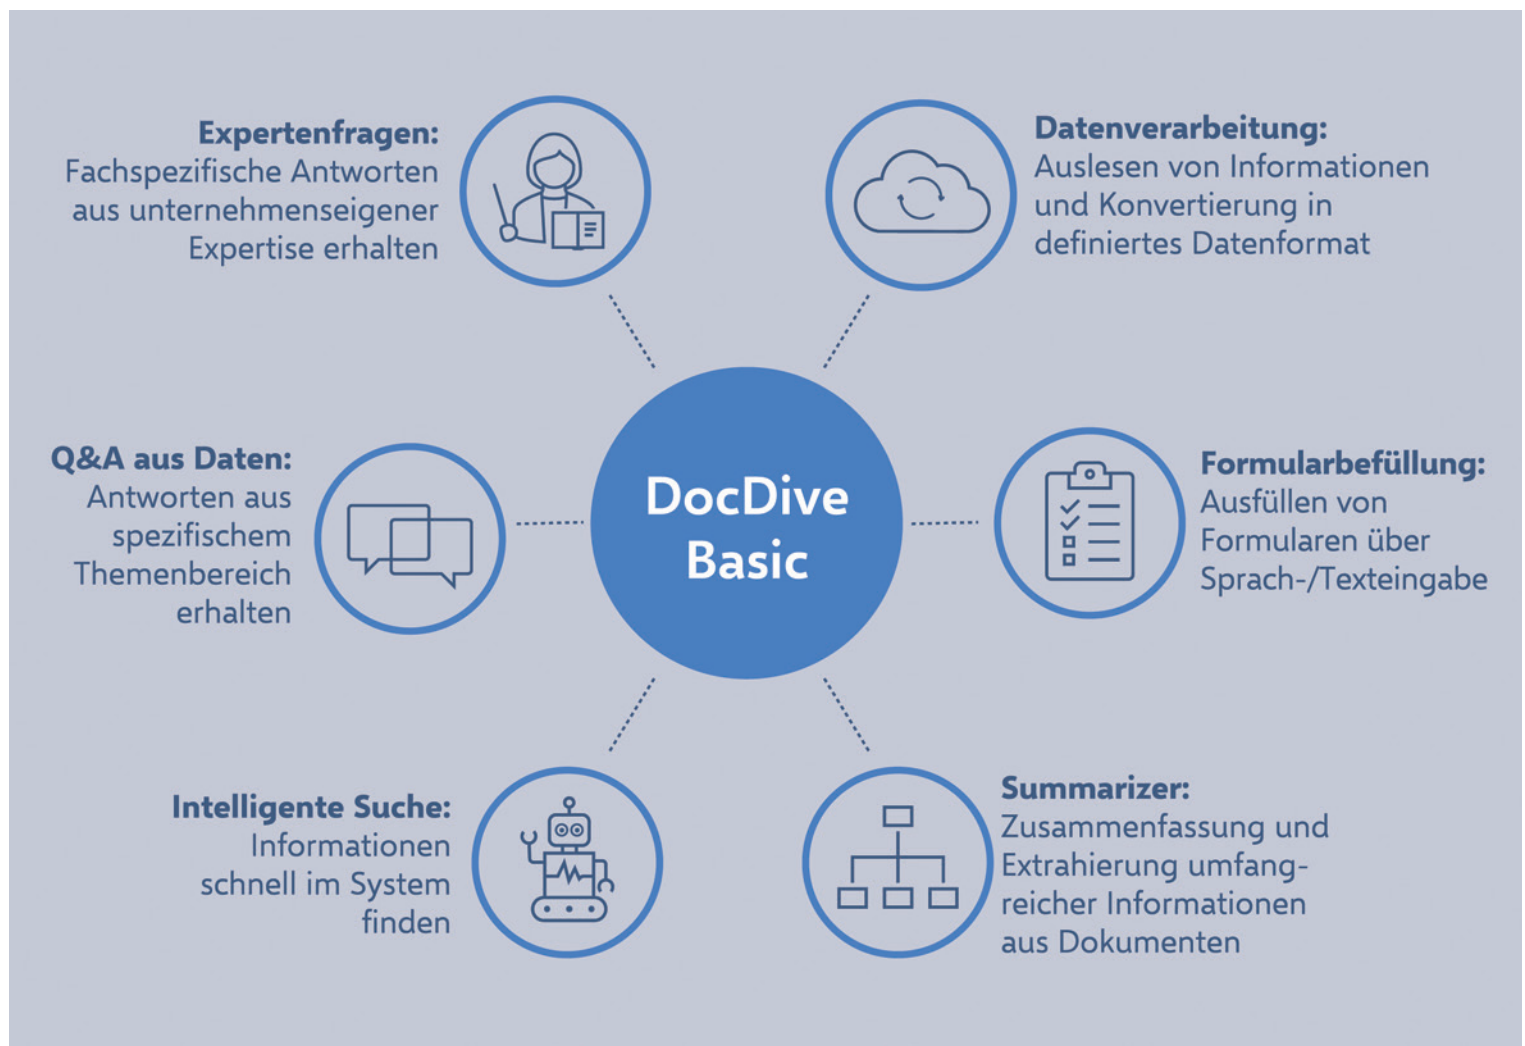 Expertenfragen:
Fachspezifische Antworten
aus unternehmenseigener
Expertise erhalten
Datenverarbeitung:
Auslesen von Informationen
und Konvertierung in
definiertes Datenformat
Q&A aus Daten:
Antworten aus
spezifischem
Themenbereich
erhalten
DocDive
Basic
Formularbefüllung:
Ausfüllen von
Formularen über
Sprach-/Texteingabe
Intelligente Suche:
Informationen
schnell im System
finden
Summarizer:
Zusammenfassung und
Extrahierung umfang-
reicher Informationen
aus Dokumenten